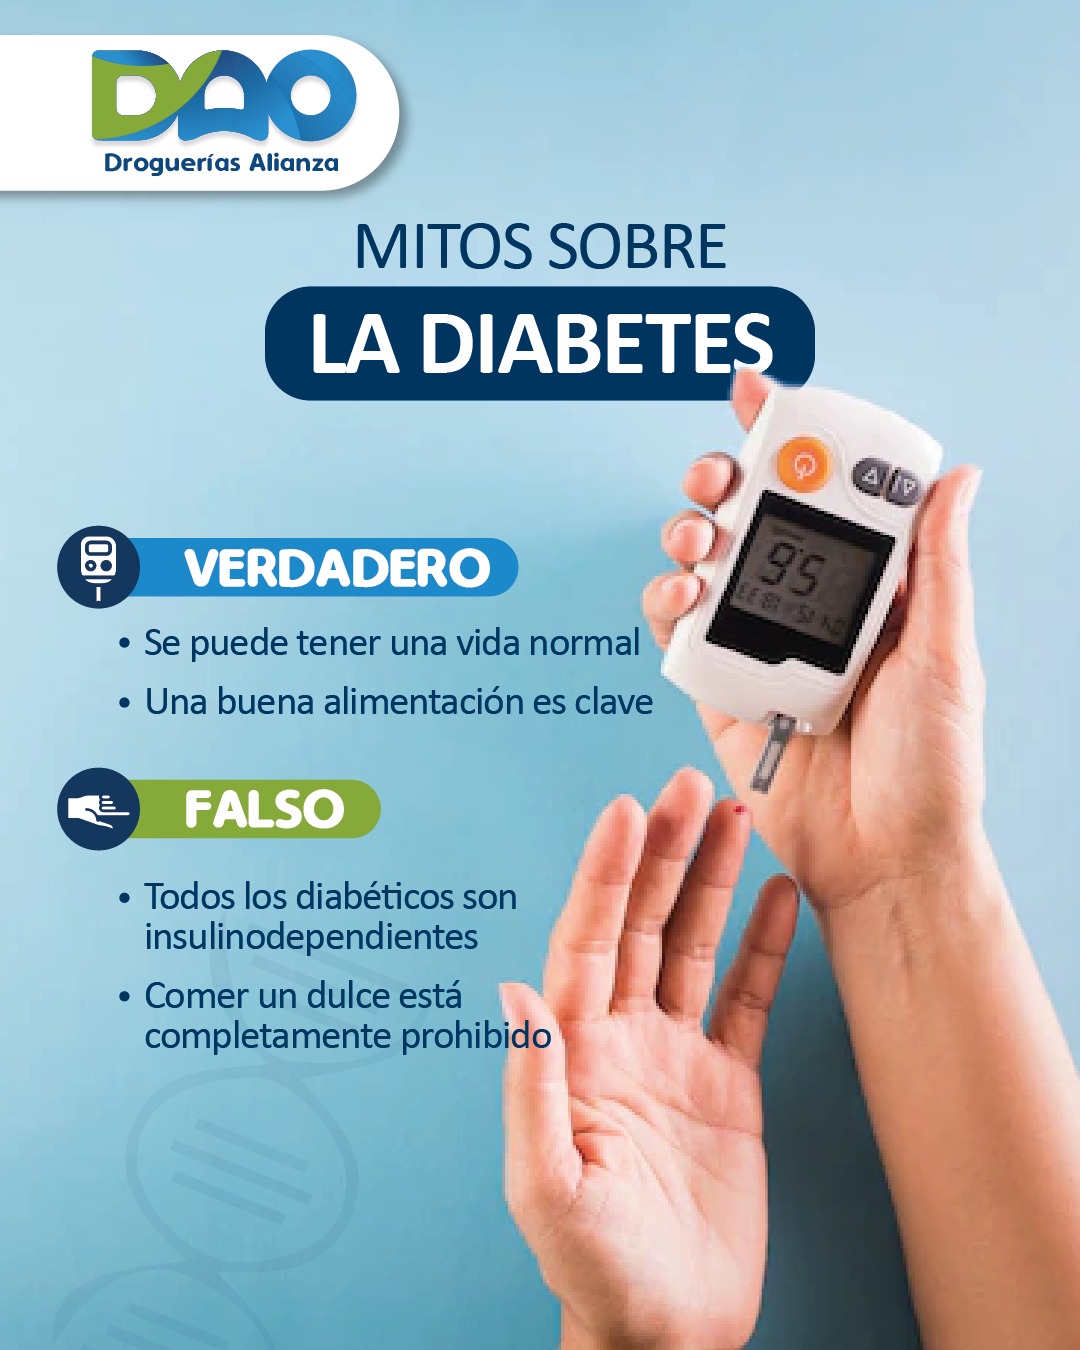 DAO
Droguerías Alianza
MITOS SOBRE
LA DIABETES
95
VERDADERO
• Se puede tener una vida normal
• Una buena alimentación es clave
FALSO
• Todos los diabéticos son
insulinodependientes
• Comer un dulce está
completamente prohibido